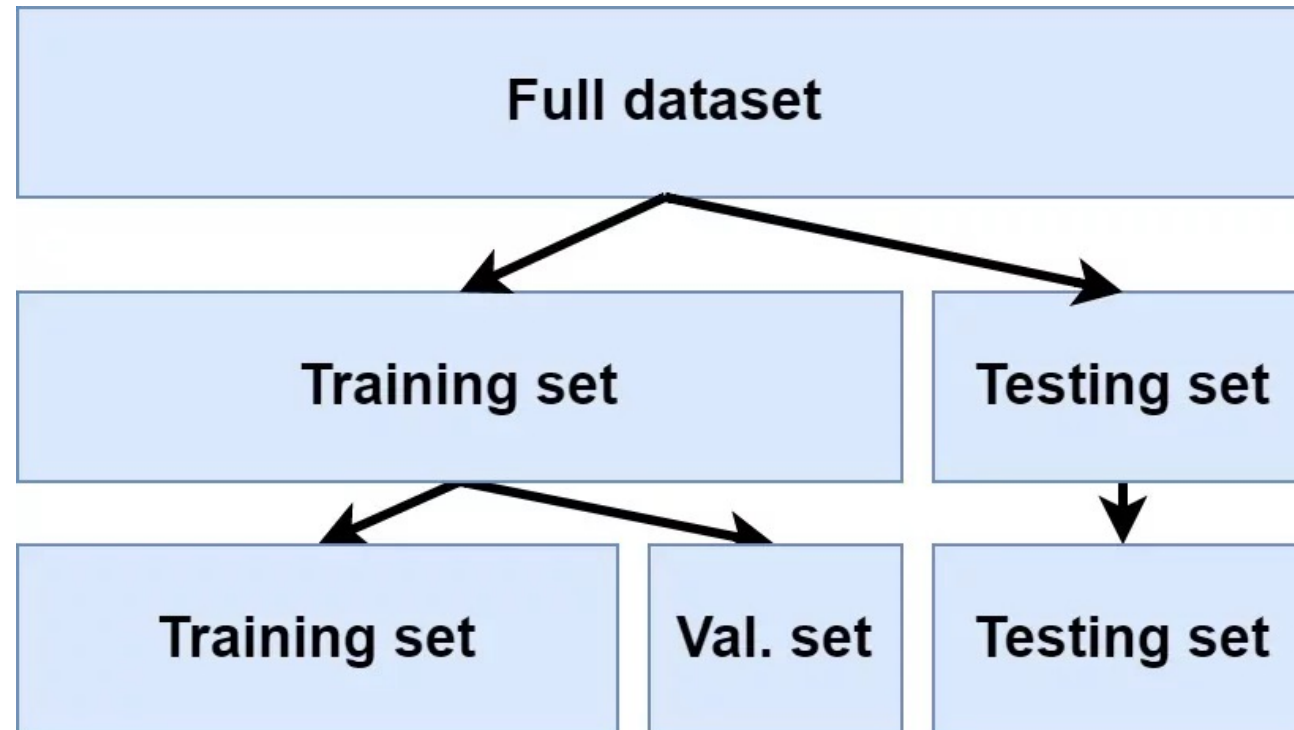 Full dataset
Training set
Testing set
Training set
Val. set
Testing set